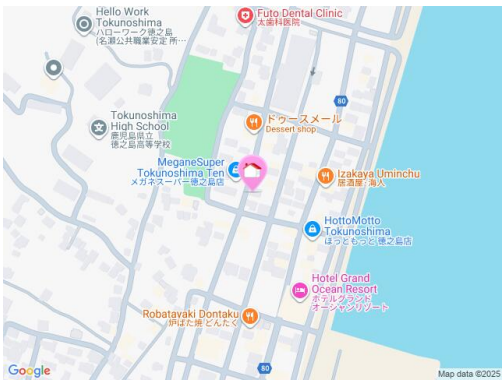 Hello Work
Tokunoshima
ハローワーク徳之島
(名瀬公共職業安定 所…
Futo Dental Clinic
太歯科医院
80
ドゥースメール
Dessert shop
Tokunoshima
High School
鹿児島県立
徳之島高等学校
MeganeSuper
Tokunoshima Ten
メガネスーパー徳之島店
Izakaya Uminchu
居酒屋 海人
HottoMotto
Tokunoshima
ほっともっと 徳之島店
Hotel Grand
Ocean Resort
ホテルグランド
オーシャンリゾート
Robatayaki Dontaku
炉ばた焼 どんたく
80
Google
Map data ©2025